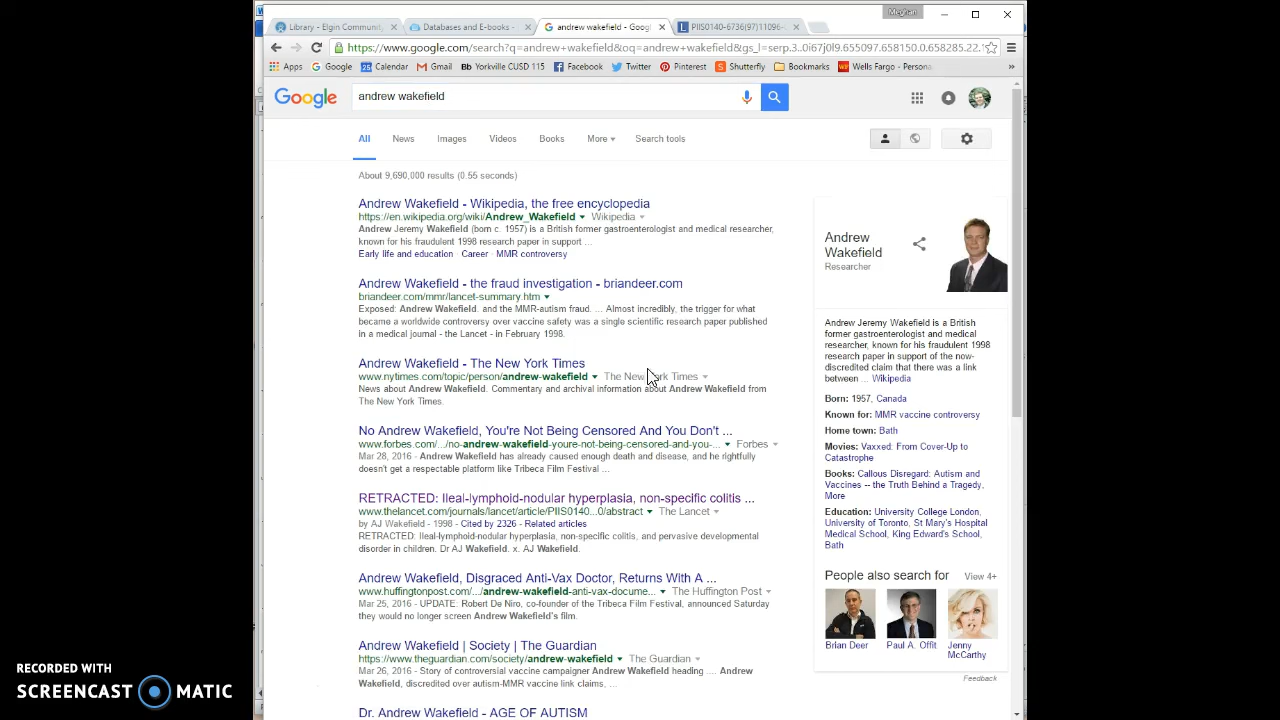 Meghan
Library - Elgin Communit
Databases and E-books -
andrew wakefield - Googl
PIIS0140-6736(97)11096-
https://www.google.com/search?q=andrew+wakefield&oq=andrew+wakefield&gs_l=serp.3..0i67j0l9.655097.658150.0.658285.22.1
Apps Google Calendar Gmail Bb Yorkville CUSD 115 Facebook Twitter Pinterest Shutterfly Bookmarks Wells Fargo - Persona
Google
andrew wakefield
All News Images Videos Books More Search tools
About 9,690,000 results (0.55 seconds)
Andrew Wakefield - Wikipedia, the free encyclopedia
https://en.wikipedia.org/wiki/Andrew_Wakefield Wikipedia
Andrew Jeremy Wakefield (born c. 1957) is a British former gastroenterologist and medical researcher,
known for his fraudulent 1998 research paper in support ...
Early life and education · Career · MMR controversy
Andrew Wakefield - the fraud investigation - briandeer.com
briandeer.com/mmr/lancet-summary.htm
Exposed: Andrew Wakefield. and the MMR-autism fraud. ... Almost Incredibly, the trigger for what
became a worldwide controversy over vaccine safety was a single scientific research paper published
in a medical journal - the Lancet - in February 1998.
Andrew Wakefield - The New York Times
www.nytimes.com/topic/person/andrew-wakefield The New York Times
News about Andrew Wakefield. Commentary and archival information about Andrew Wakefield from
The New York Times.
No Andrew Wakefield, You're Not Being Censored And You Don't ...
www.forbes.com/.../no-andrew-wakefield-youre-not-being-censored-and-you-... Forbes
Mar 28, 2016 - Andrew Wakefield has already caused enough death and disease, and he rightfully
doesn't get a respectable platform like Tribeca Film Festival ...
RETRACTED: Ileal-lymphoid-nodular hyperplasia, non-specific colitis ...
www.thelancet.com/journals/lancet/article/PIIS0140...0/abstract The Lancet
by AJ Wakefield - 1998 - Cited by 2326 - Related articles
RETRACTED: Ileal-lymphoid-nodular hyperplasia, non-specific colitis, and pervasive developmental
disorder in children. Dr AJ Wakefield. x. AJ Wakefield.
Andrew Wakefield, Disgraced Anti-Vax Doctor, Returns With A ...
www.huffingtonpost.com/.../andrew-wakefield-anti-vax-docume... The Huffington Post
Mar 25, 2016 - UPDATE: Robert De Niro, co-founder of the Tribeca Film Festival, announced Saturday
they would no longer screen Andrew Wakefield's film.
Andrew Wakefield | Society | The Guardian
https://www.theguardian.com/society/andrew-wakefield The Guardian
Mar 26, 2016 - Story of controversial vaccine campaigner Andrew Wakefield heading .... Andrew
Wakefield, discredited over autism-MMR vaccine link claims, ...
Dr. Andrew Wakefield - AGE OF AUTISM
Andrew
Wakefield
Researcher
Andrew Jeremy Wakefield is a British
former gastroenterologist and medical
researcher, known for his fraudulent 1998
research paper in support of the now-
discredited claim that there was a link
between ... Wikipedia
Born: 1957, Canada
Known for: MMR vaccine controversy
Home town: Bath
Movies: Vaxxed: From Cover-Up to
Catastrophe
Books: Callous Disregard: Autism and
Vaccines -- the Truth Behind a Tragedy,
More
Education: University College London,
University of Toronto, St Mary's Hospital
Medical School, King Edward's School,
Bath
People also search for View 4+
Brian Deer
Paul A. Offit
Jenny
McCarthy
Feedback
RECORDED WITH
SCREENCAST MATIC